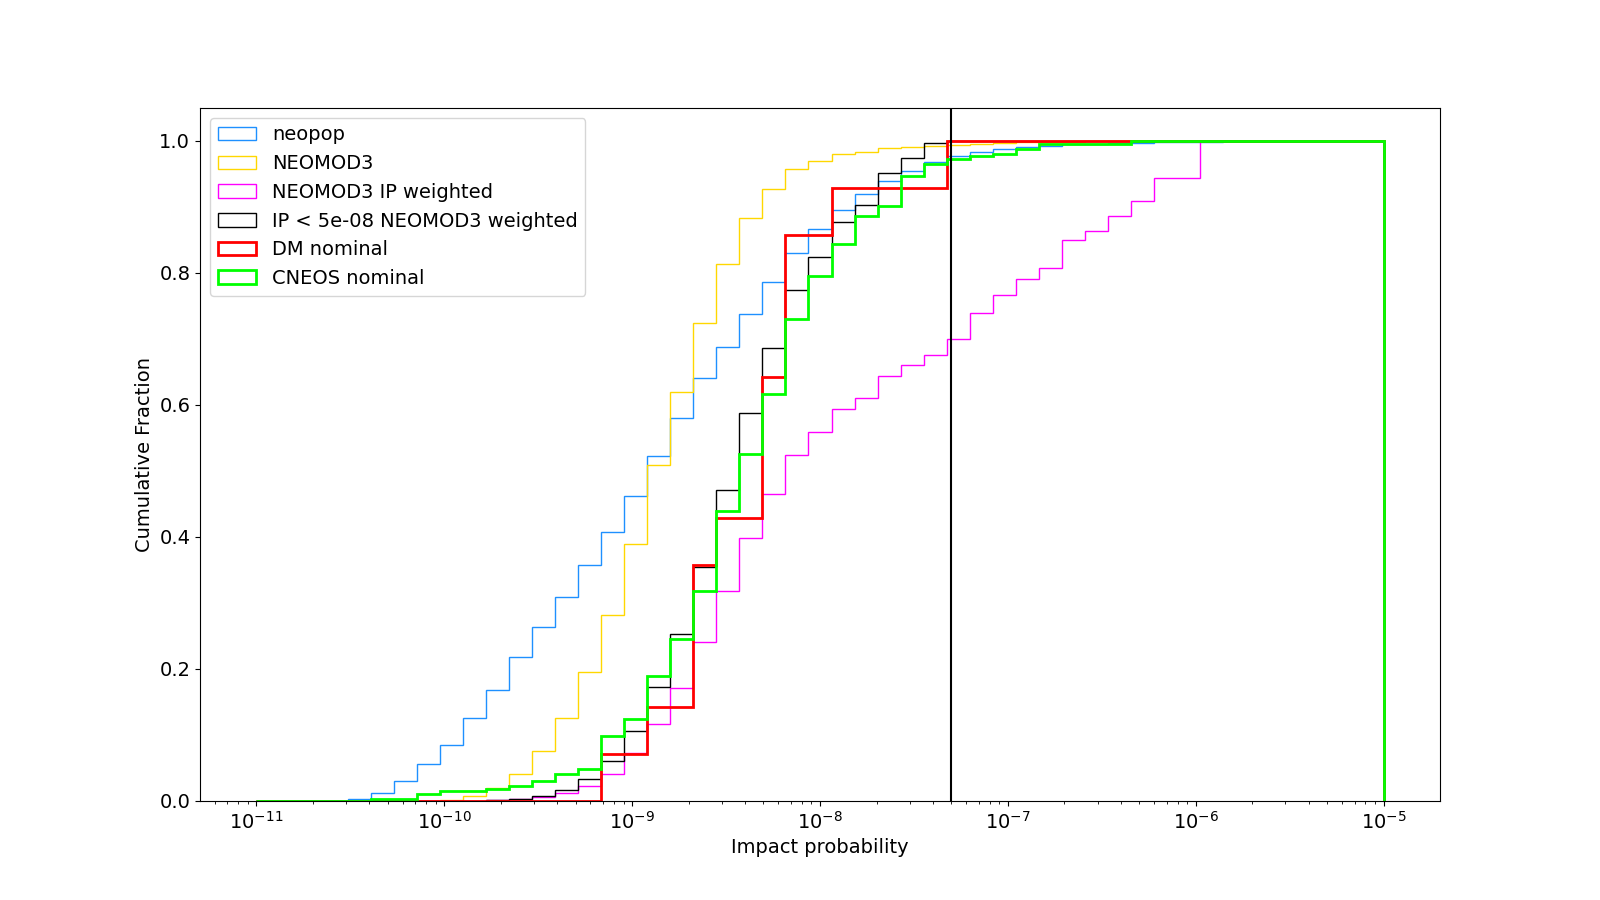 neopop
NEOMOD3
NEOMOD3 IP weighted
IP < 5e-08 NEOMOD3 weighted
DM nominal
CNEOS nominal
1.0
0.8
0.6
0.4
0.2
0.0
Cumulative Fraction
10⁻¹¹ 10⁻¹⁰ 10⁻⁹ 10⁻⁸ 10⁻⁷ 10⁻⁶ 10⁻⁵
Impact probability